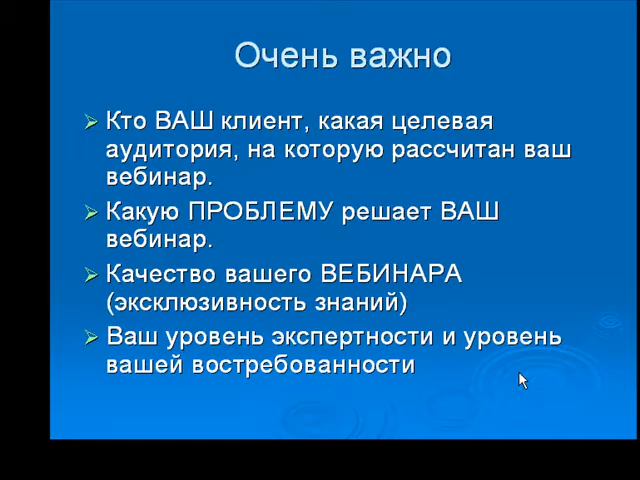 Очень важно
Кто ВАШ клиент, какая целевая
аудитория, на которую рассчитан ваш
вебинар.
Какую ПРОБЛЕМУ решает ВАШ
вебинар.
Качество вашего ВЕБИНАРА
(эксклюзивность знаний)
Ваш уровень экспертности и уровень
вашей востребованности